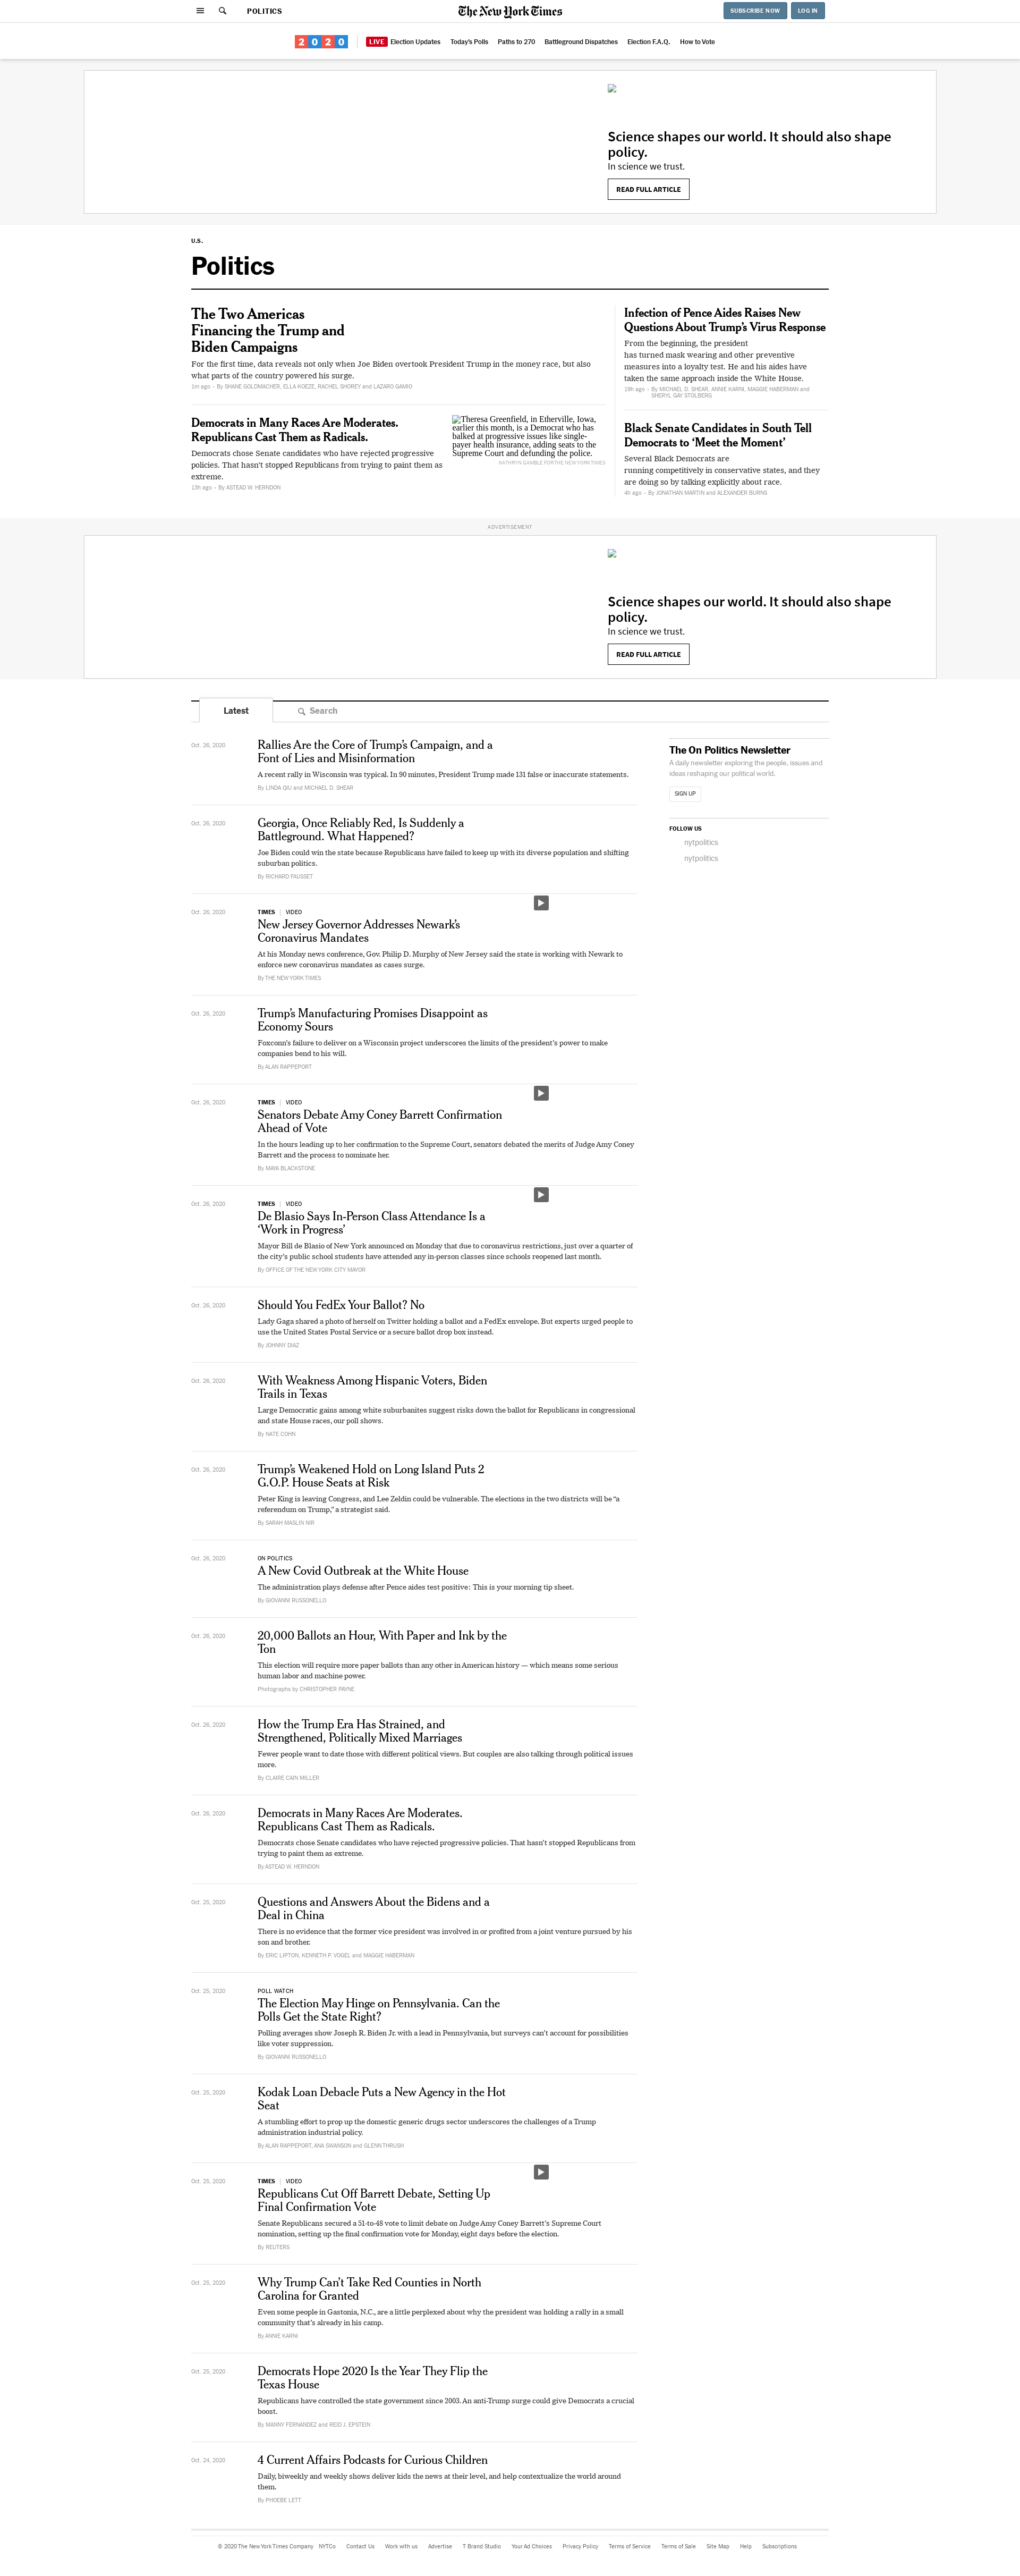 POLITICS
The New York Times
SUBSCRIBE NOW
LOG IN
2020
LIVE Election Updates
Today's Polls
Paths to 270
Battleground Dispatches
Election F.A.Q.
How to Vote
Science shapes our world. It should also shape
policy.
In science we trust.
READ FULL ARTICLE
U.S.
Politics
The Two Americas
Financing the Trump and
Biden Campaigns
For the first time, data reveals not only when Joe Biden overtook President Trump in the money race, but also
what parts of the country powered his surge.
1m ago · By SHANE GOLDMACHER, ELLA KOEZE, RACHEL SHOREY and LAZARO GAMIO
Democrats in Many Races Are Moderates.
Republicans Cast Them as Radicals.
Democrats chose Senate candidates who have rejected progressive
policies. That hasn't stopped Republicans from trying to paint them as
extreme.
13h ago · By ASTEAD W. HERNDON
Theresa Greenfield, in Etherville, Iowa,
earlier this month, is a Democrat who has
balked at progressive issues like single-
payer health insurance, adding seats to the
Supreme Court and defunding the police.
KATHRYN GAMBLE FOR THE NEW YORK TIMES
Infection of Pence Aides Raises New
Questions About Trump's Virus Response
From the beginning, the president
has turned mask wearing and other preventive
measures into a loyalty test. He and his aides have
taken the same approach inside the White House.
18h ago · By MICHAEL D. SHEAR, ANNIE KARNI, MAGGIE HABERMAN and
SHERYL GAY STOLBERG
Black Senate Candidates in South Tell
Democrats to ‘Meet the Moment’
Several Black Democrats are
running competitively in conservative states, and they
are doing so by talking explicitly about race.
4h ago · By JONATHAN MARTIN and ALEXANDER BURNS
ADVERTISEMENT
Science shapes our world. It should also shape
policy.
In science we trust.
READ FULL ARTICLE
Latest
Search
Oct. 26, 2020
Rallies Are the Core of Trump's Campaign, and a
Font of Lies and Misinformation
A recent rally in Wisconsin was typical. In 90 minutes, President Trump made 131 false or inaccurate statements.
By LINDA QIU and MICHAEL D. SHEAR
The On Politics Newsletter
A daily newsletter exploring the people, issues and
ideas reshaping our political world.
SIGN UP
FOLLOW US
nytpolitics
nytpolitics
Oct. 26, 2020
Georgia, Once Reliably Red, Is Suddenly a
Battleground. What Happened?
Joe Biden could win the state because Republicans have failed to keep up with its diverse population and shifting
suburban politics.
By RICHARD FAUSSET
Oct. 26, 2020
TIMES | VIDEO
New Jersey Governor Addresses Newark's
Coronavirus Mandates
At his Monday news conference, Gov. Philip D. Murphy of New Jersey said the state is working with Newark to
enforce new coronavirus mandates as cases surge.
By THE NEW YORK TIMES
Oct. 26, 2020
Trump's Manufacturing Promises Disappoint as
Economy Sours
Foxconn's failure to deliver on a Wisconsin project underscores the limits of the president's power to make
companies bend to his will.
By ALAN RAPPEPORT
Oct. 26, 2020
TIMES | VIDEO
Senators Debate Amy Coney Barrett Confirmation
Ahead of Vote
In the hours leading up to her confirmation to the Supreme Court, senators debated the merits of Judge Amy Coney
Barrett and the process to nominate her.
By MAYA BLACKSTONE
Oct. 26, 2020
TIMES | VIDEO
De Blasio Says In-Person Class Attendance Is a
‘Work in Progress’
Mayor Bill de Blasio of New York announced on Monday that due to coronavirus restrictions, just over a quarter of
the city's public school students have attended any in-person classes since schools reopened last month.
By OFFICE OF THE NEW YORK CITY MAYOR
Oct. 26, 2020
Should You FedEx Your Ballot? No
Lady Gaga shared a photo of herself on Twitter holding a ballot and a FedEx envelope. But experts urged people to
use the United States Postal Service or a secure ballot drop box instead.
By JOHNNY DIAZ
Oct. 26, 2020
With Weakness Among Hispanic Voters, Biden
Trails in Texas
Large Democratic gains among white suburbanites suggest risks down the ballot for Republicans in congressional
and state House races, our poll shows.
By NATE COHN
Oct. 26, 2020
Trump's Weakened Hold on Long Island Puts 2
G.O.P. House Seats at Risk
Peter King is leaving Congress, and Lee Zeldin could be vulnerable. The elections in the two districts will be “a
referendum on Trump,” a strategist said.
By SARAH MASLIN NIR
Oct. 26, 2020
ON POLITICS
A New Covid Outbreak at the White House
The administration plays defense after Pence aides test positive: This is your morning tip sheet.
By GIOVANNI RUSSONELLO
Oct. 26, 2020
20,000 Ballots an Hour, With Paper and Ink by the
Ton
This election will require more paper ballots than any other in American history — which means some serious
human labor and machine power.
Photographs by CHRISTOPHER PAYNE
Oct. 26, 2020
How the Trump Era Has Strained, and
Strengthened, Politically Mixed Marriages
Fewer people want to date those with different political views. But couples are also talking through political issues
more.
By CLAIRE CAIN MILLER
Oct. 26, 2020
Democrats in Many Races Are Moderates.
Republicans Cast Them as Radicals.
Democrats chose Senate candidates who have rejected progressive policies. That hasn't stopped Republicans from
trying to paint them as extreme.
By ASTEAD W. HERNDON
Oct. 25, 2020
Questions and Answers About the Bidens and a
Deal in China
There is no evidence that the former vice president was involved in or profited from a joint venture pursued by his
son and brother.
By ERIC LIPTON, KENNETH P. VOGEL and MAGGIE HABERMAN
Oct. 25, 2020
POLL WATCH
The Election May Hinge on Pennsylvania. Can the
Polls Get the State Right?
Polling averages show Joseph R. Biden Jr. with a lead in Pennsylvania, but surveys can't account for possibilities
like voter suppression.
By GIOVANNI RUSSONELLO
Oct. 25, 2020
Kodak Loan Debacle Puts a New Agency in the Hot
Seat
A stumbling effort to prop up the domestic generic drugs sector underscores the challenges of a Trump
administration industrial policy.
By ALAN RAPPEPORT, ANA SWANSON and GLENN THRUSH
Oct. 25, 2020
TIMES | VIDEO
Republicans Cut Off Barrett Debate, Setting Up
Final Confirmation Vote
Senate Republicans secured a 51-to-48 vote to limit debate on Judge Amy Coney Barrett's Supreme Court
nomination, setting up the final confirmation vote for Monday, eight days before the election.
By REUTERS
Oct. 25, 2020
Why Trump Can't Take Red Counties in North
Carolina for Granted
Even some people in Gastonia, N.C., are a little perplexed about why the president was holding a rally in a small
community that's already in his camp.
By ANNIE KARNI
Oct. 25, 2020
Democrats Hope 2020 Is the Year They Flip the
Texas House
Republicans have controlled the state government since 2003. An anti-Trump surge could give Democrats a crucial
boost.
By MANNY FERNANDEZ and REID J. EPSTEIN
Oct. 24, 2020
4 Current Affairs Podcasts for Curious Children
Daily, biweekly and weekly shows deliver kids the news at their level, and help contextualize the world around
them.
By PHOEBE LETT
© 2020 The New York Times Company NYTCo Contact Us Work with us Advertise T Brand Studio Your Ad Choices Privacy Policy Terms of Service Terms of Sale Site Map Help Subscriptions